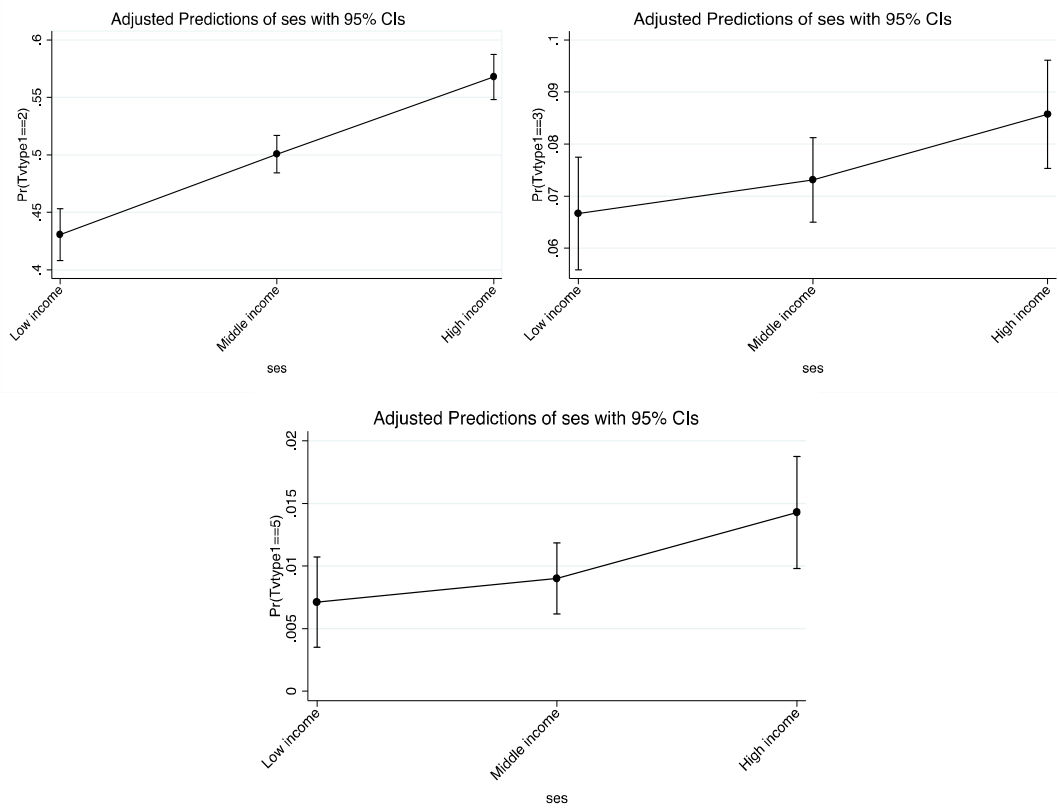 Adjusted Predictions of ses with 95% CIs
Pr(Tvtype1==2)
.6
.55
.5
.45
.4
Low income
Middle income
High income
ses
Adjusted Predictions of ses with 95% CIs
Pr(Tvtype1==3)
.1
.09
.08
.07
.06
Low income
Middle income
High income
ses
Adjusted Predictions of ses with 95% CIs
Pr(Tvtype1==5)
.02
.015
.01
.005
0
Low income
Middle income
High income
ses